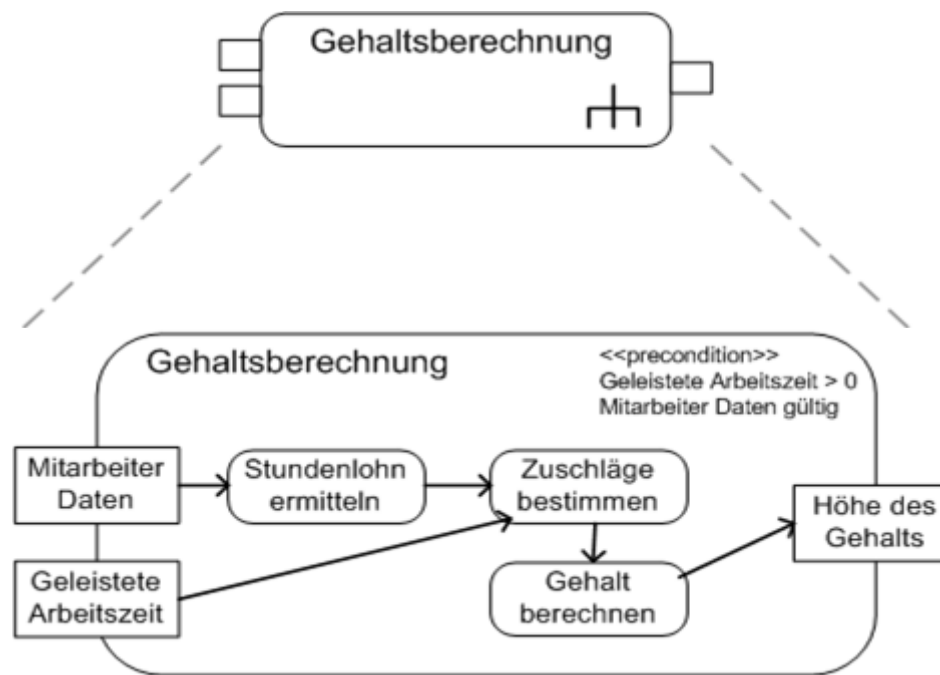 Gehaltsberechnung
Gehaltsberechnung
<<precondition>>
Geleistete Arbeitszeit > 0
Mitarbeiter Daten gültig
Mitarbeiter
Daten
Stundenlohn
ermitteln
Zuschläge
bestimmen
Höhe des
Gehalts
Geleistete
Arbeitszeit
Gehalt
berechnen